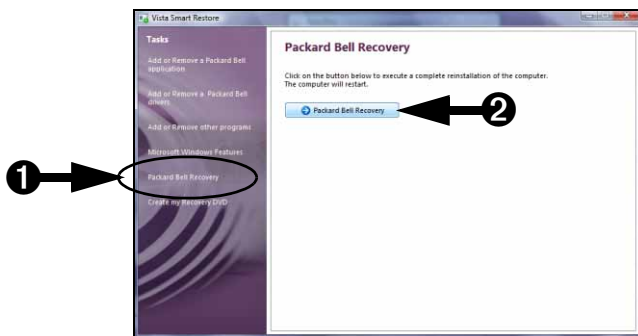 Vista Smart Restore
Tasks
Add or Remove a Packard Bell
application
Add or Remove a Packard Bell
drivers
Add or Remove other programs
Microsoft Windows Features
Packard Bell Recovery
Create my Recovery DVD
Packard Bell Recovery
Click on the button below to execute a complete reinstallation of the computer.
The computer will restart.
Packard Bell Recovery
1
2